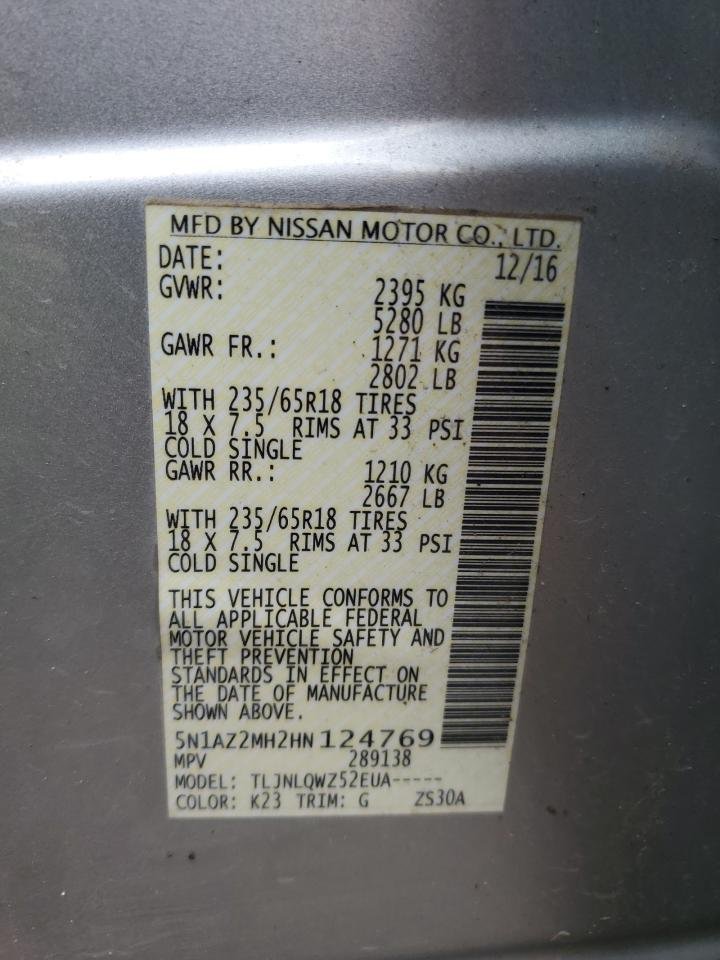 MFD BY NISSAN MOTOR CO., LTD.
DATE: 12/16
GVWR: 2395 KG
5280 LB
GAWR FR.: 1271 KG
2802 LB
WITH 235/65R18 TIRES
18 X 7.5 RIMS AT 33 PSI
COLD SINGLE
GAWR RR.: 1210 KG
2667 LB
WITH 235/65R18 TIRES
18 X 7.5 RIMS AT 33 PSI
COLD SINGLE
THIS VEHICLE CONFORMS TO
ALL APPLICABLE FEDERAL
MOTOR VEHICLE SAFETY AND
THEFT PREVENTION
STANDARDS IN EFFECT ON
THE DATE OF MANUFACTURE
SHOWN ABOVE.
5N1AZ2MH2HN124769
MPV 289138
MODEL: TLJNLQWZ52EUA-----
COLOR: K23 TRIM: G ZS30A